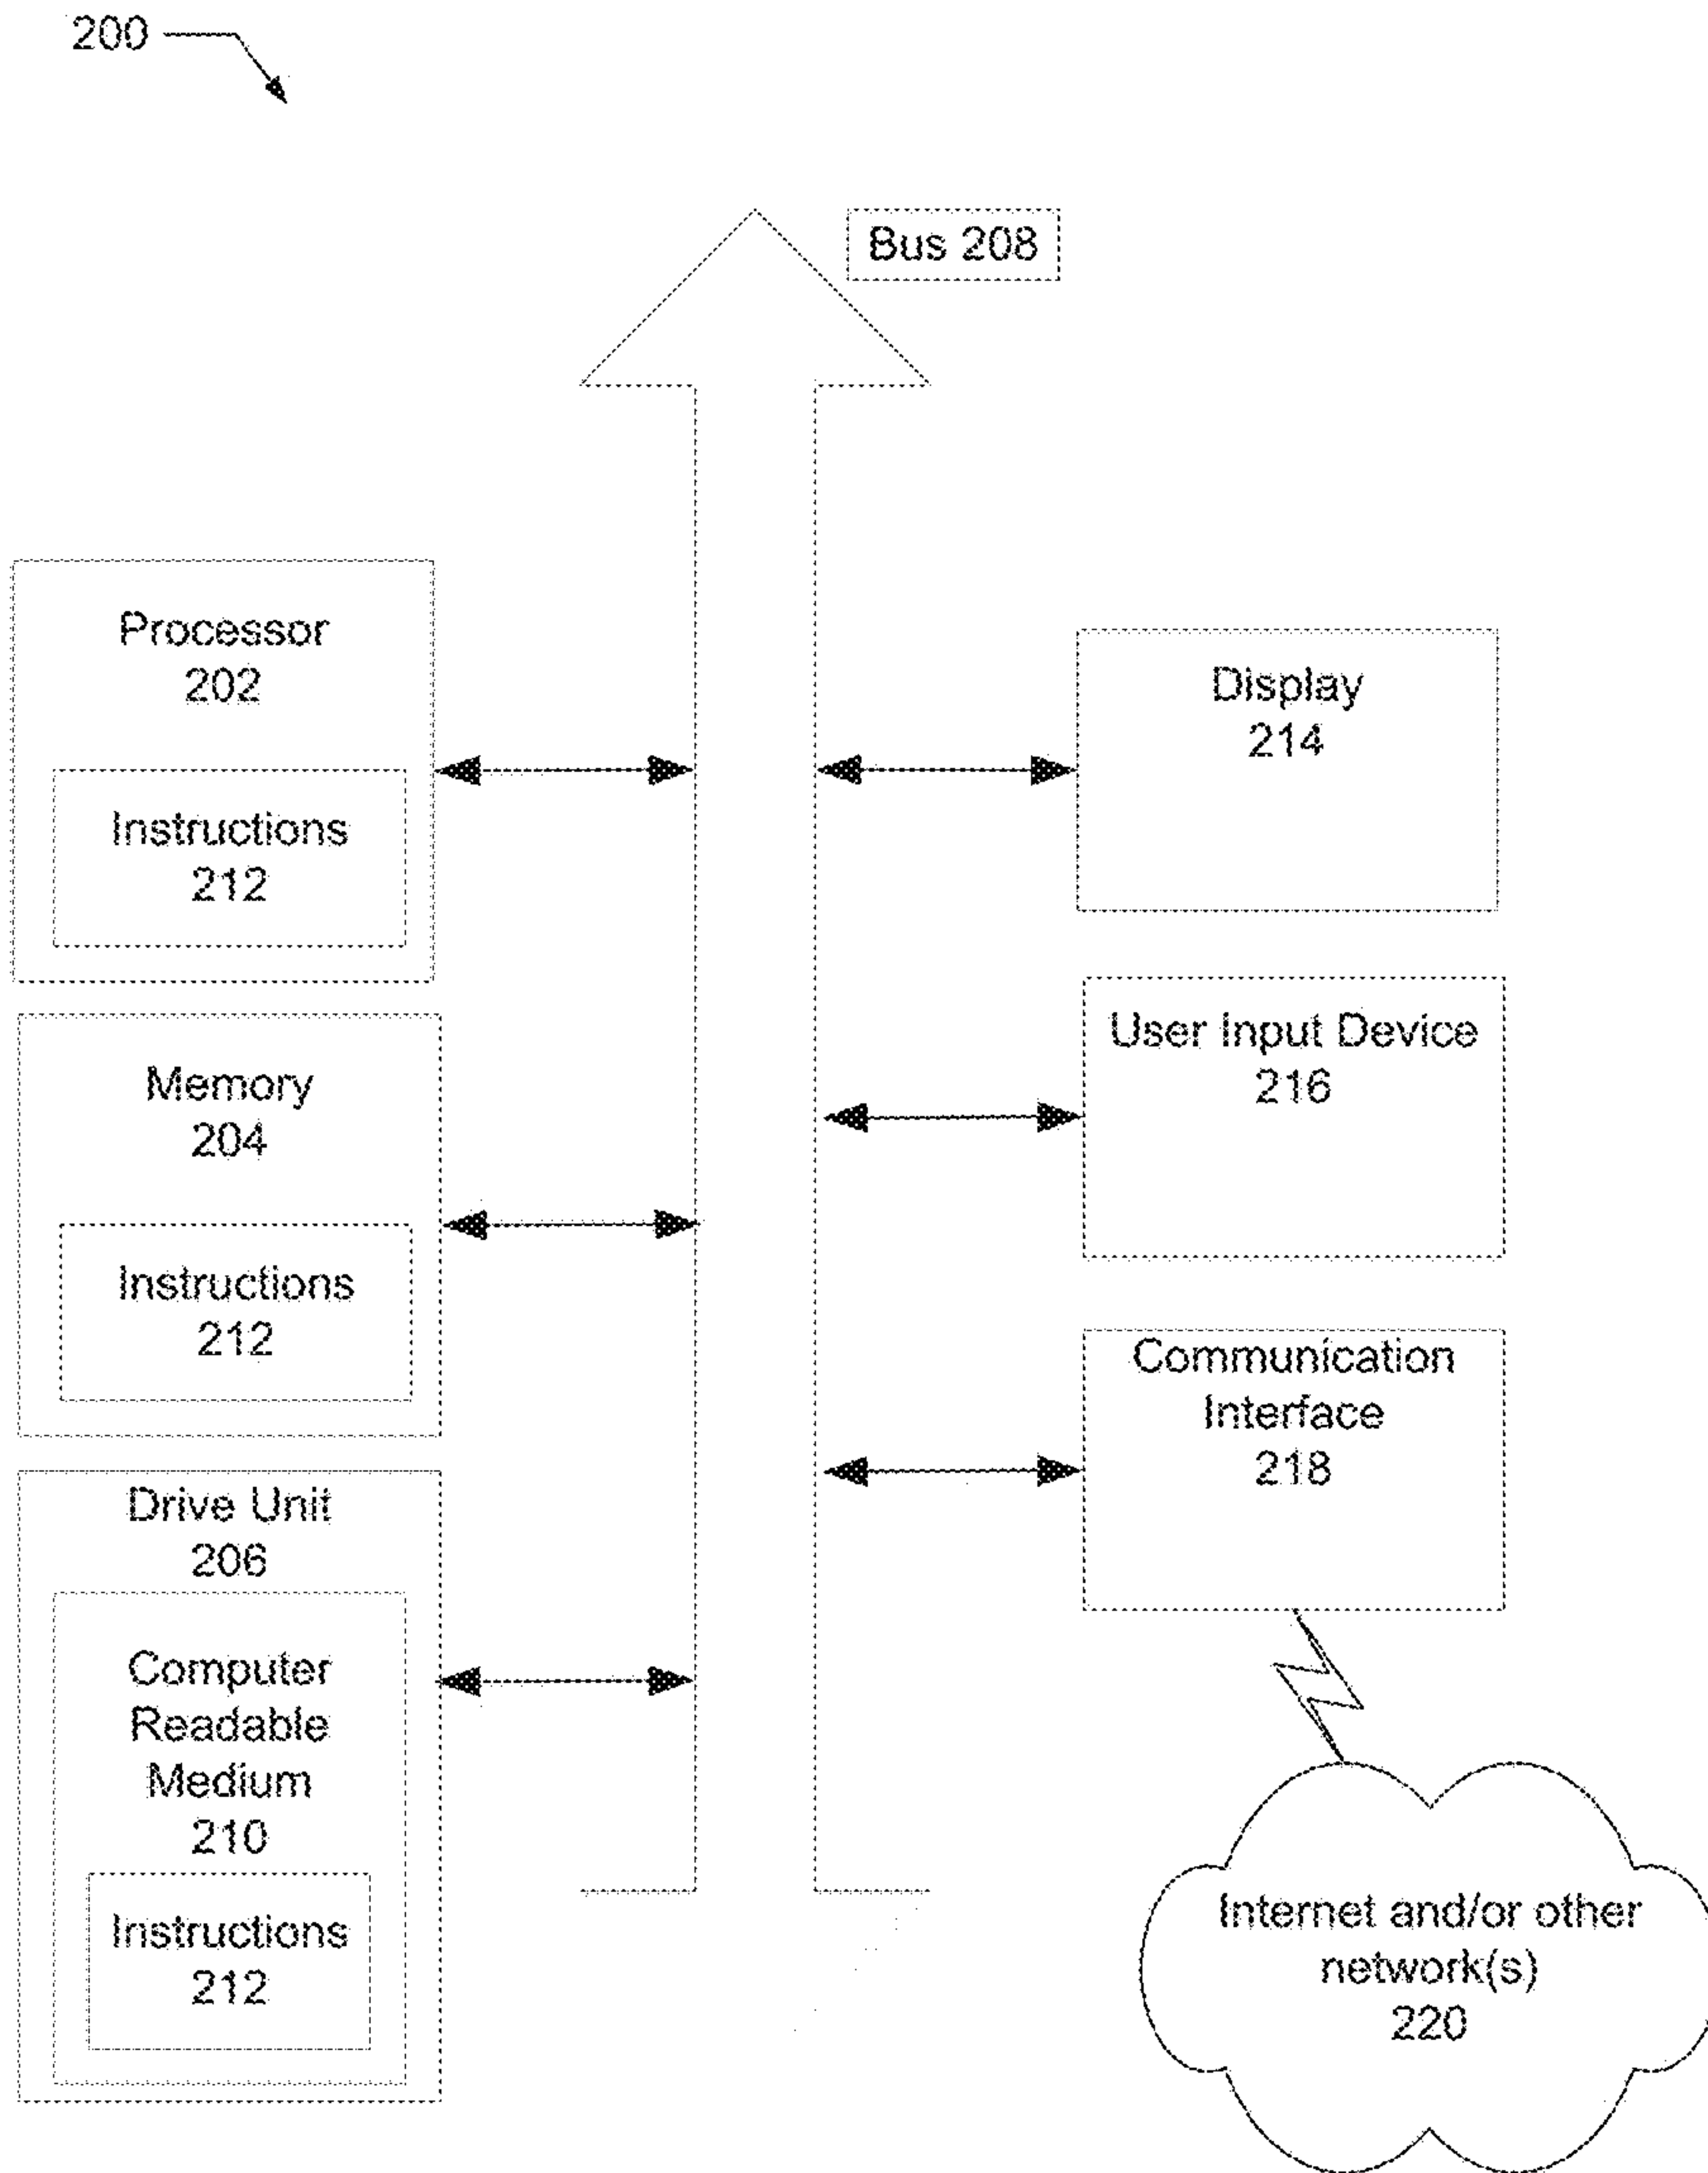 200
Bus 208
Processor
202
Instructions
212
Memory
204
Instructions
212
Drive Unit
206
Computer
Readable
Medium
210
Instructions
212
Display
214
User Input Device
216
Communication
Interface
218
Internet and/or other
network(s)
220